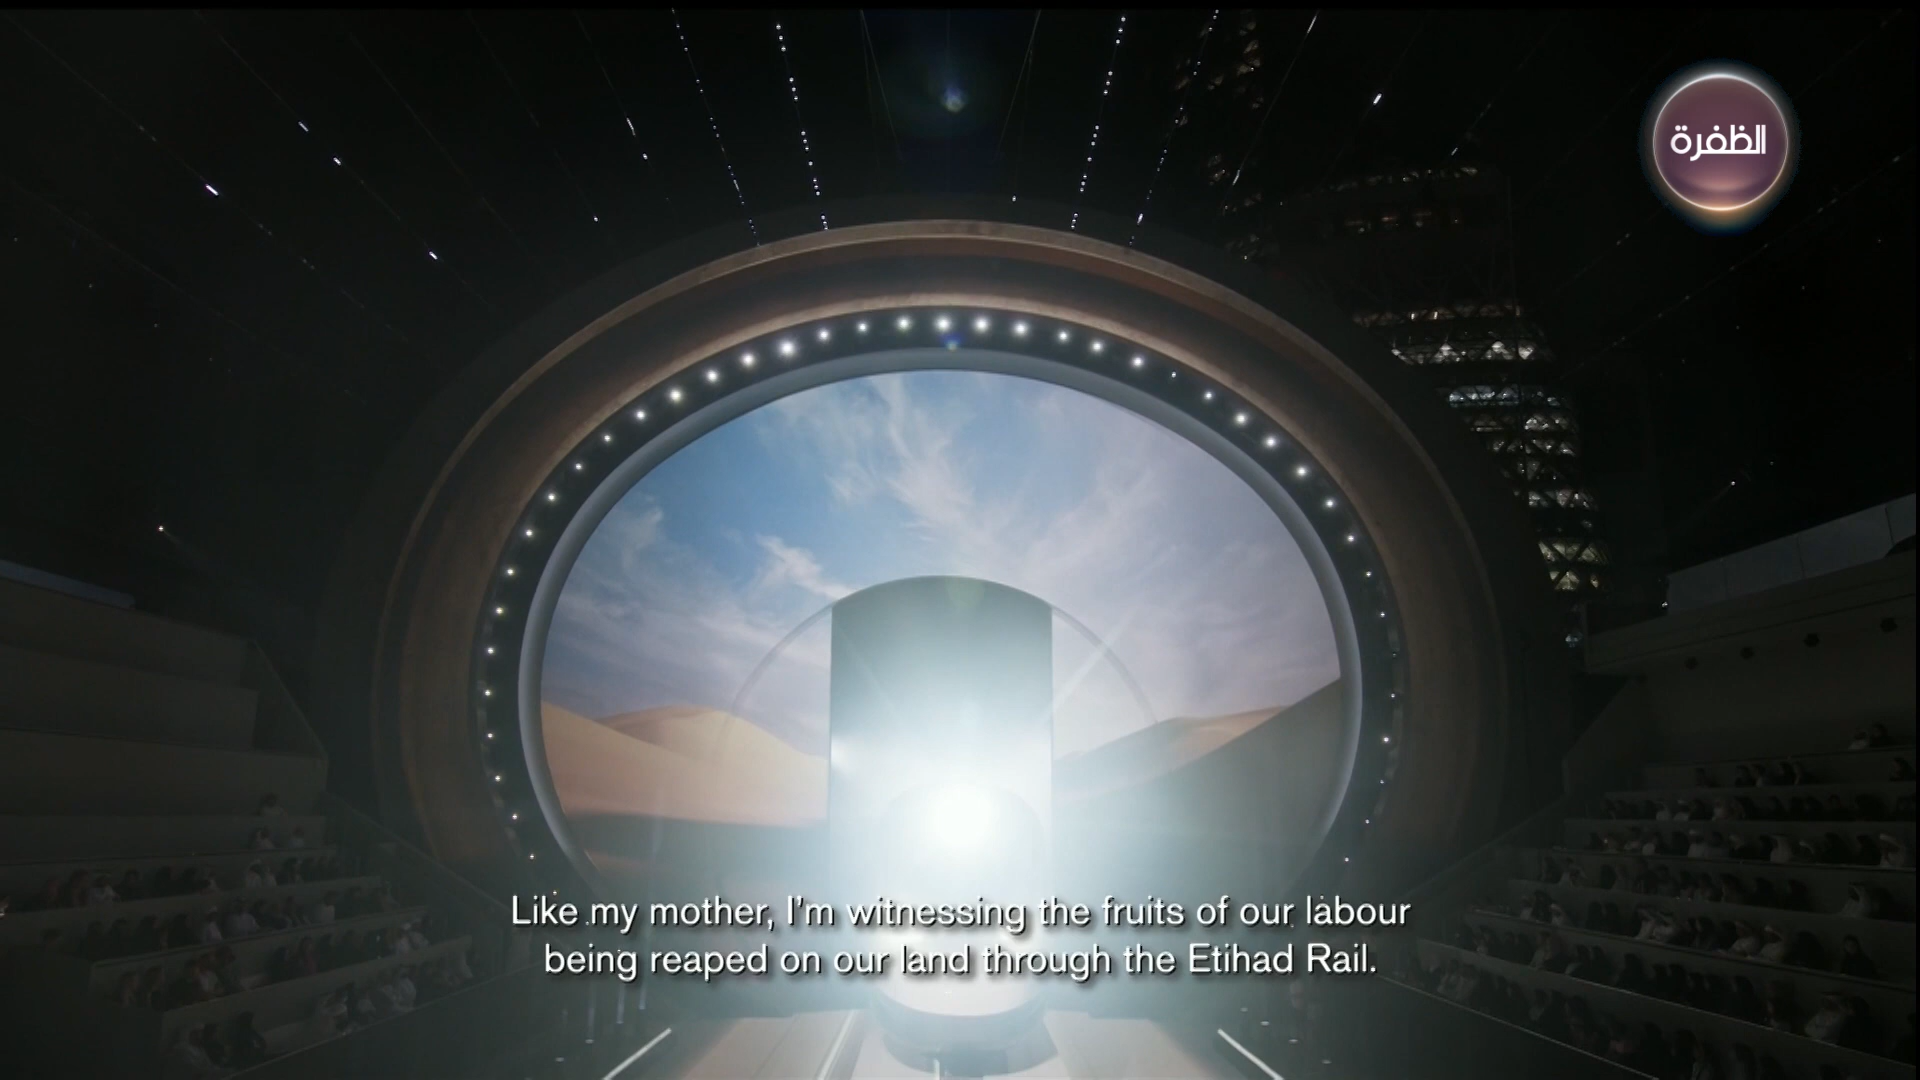 الظفرة
Like my mother, I'm witnessing the fruits of our labour
being reaped on our land through the Etihad Rail.